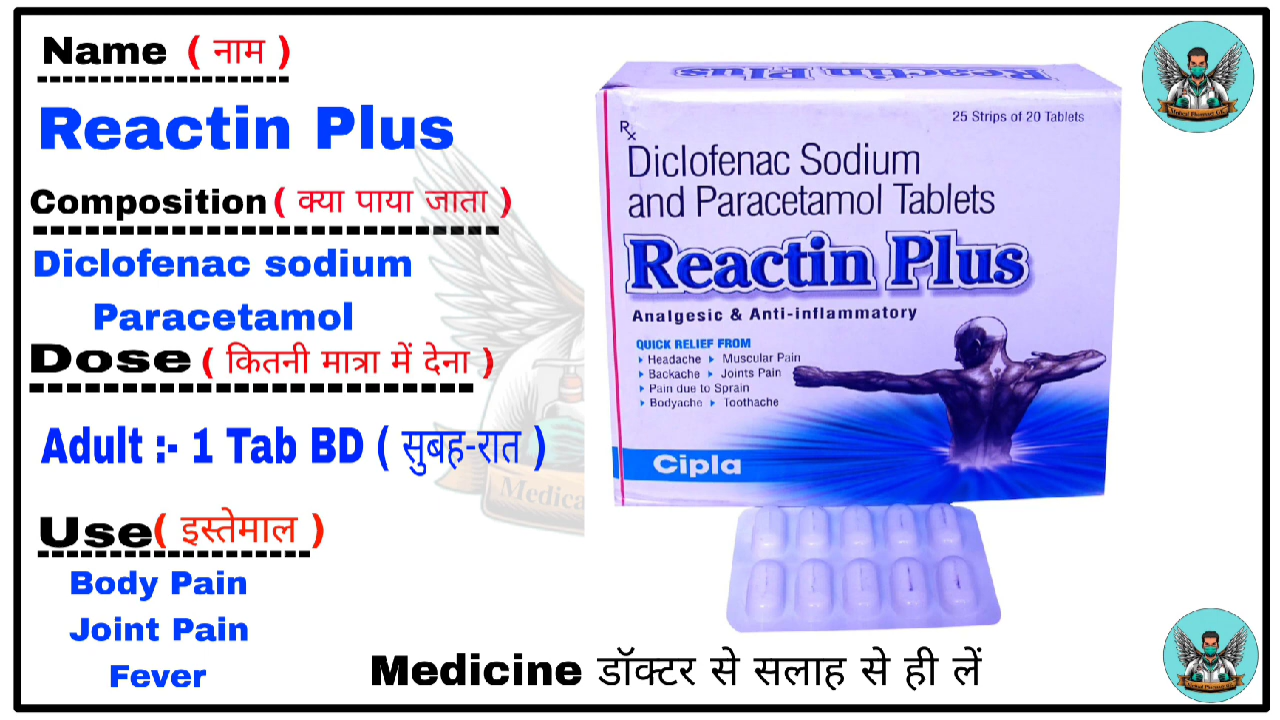 Name ( नाम )
Reactin Plus
Composition ( क्या पाया जाता )
Diclofenac sodium
Paracetamol
Dose ( कितनी मात्रा में देना )
Adult :- 1 Tab BD ( सुबह-रात )
Use ( इस्तेमाल )
Body Pain
Joint Pain
Fever
Medicine डॉक्टर से सलाह से ही लें
Reactin Plus
25 Strips of 20 Tablets
Rx
Diclofenac Sodium
and Paracetamol Tablets
Reactin Plus
Analgesic & Anti-inflammatory
QUICK RELIEF FROM
Headache Muscular Pain
Backache Joints Pain
Pain due to Sprain
Bodyache Toothache
Cipla
Medica